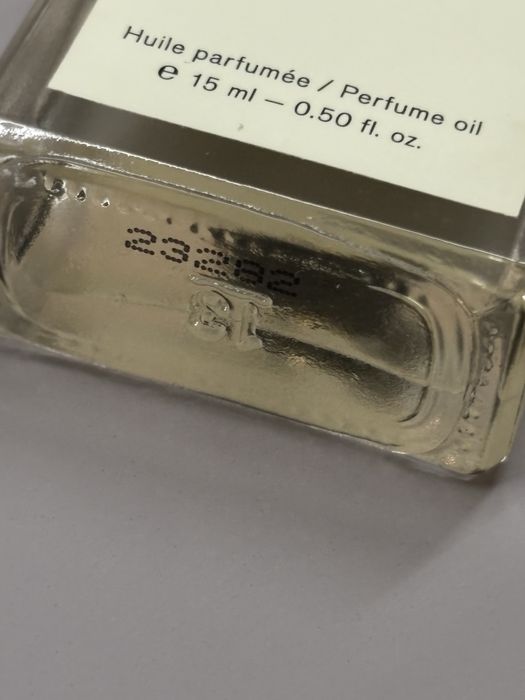 Huile parfumée / Perfume oil
℮ 15 ml – 0.50 fl. oz.